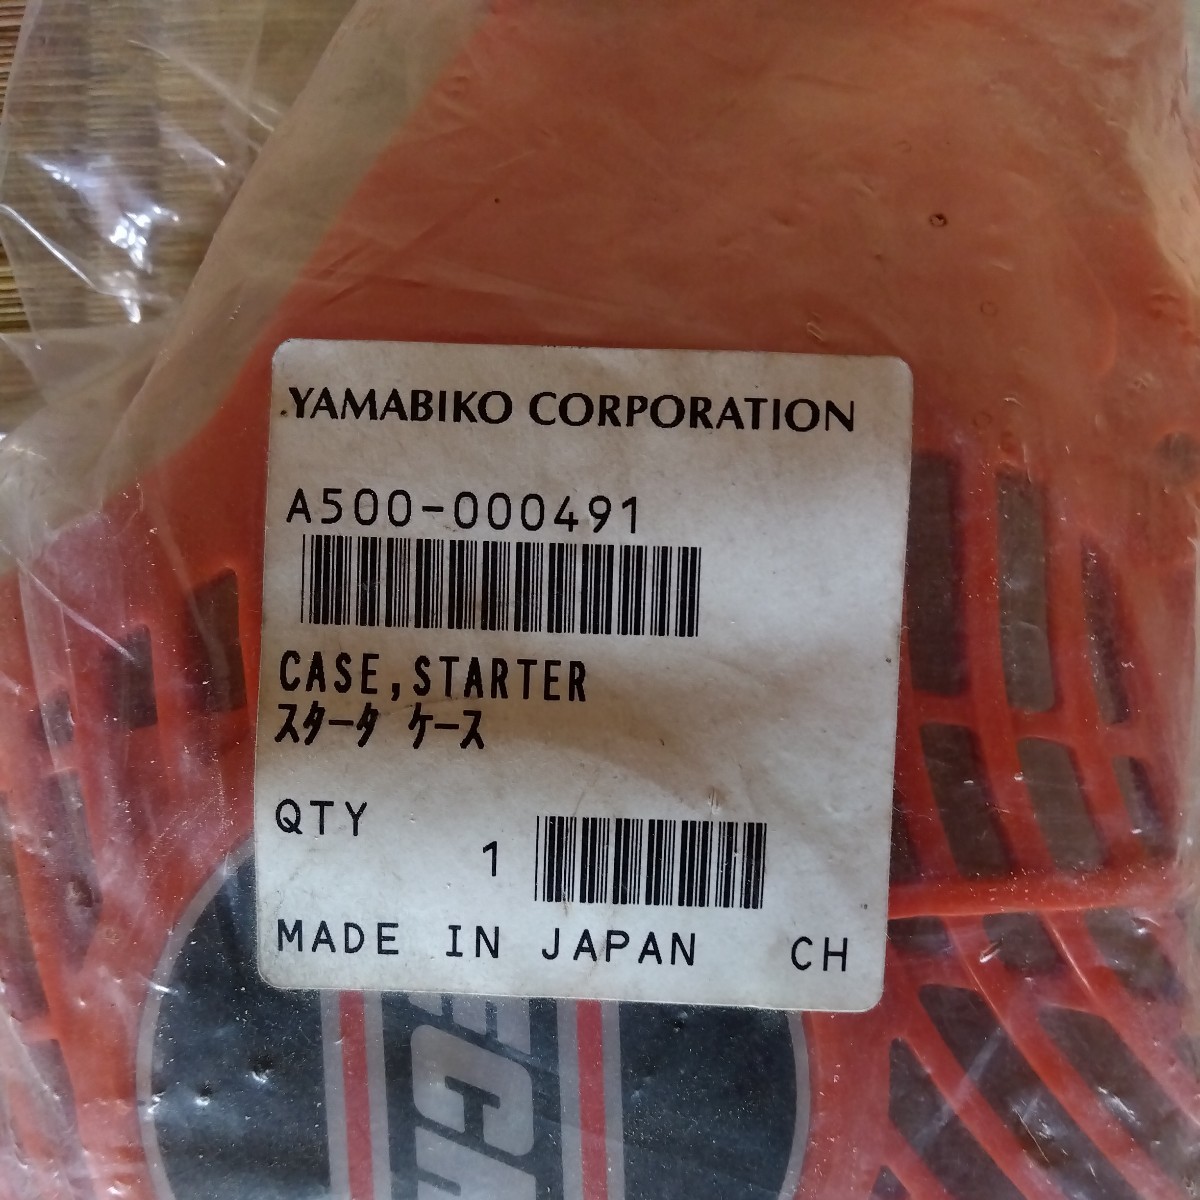 YAMABIKO CORPORATION
A500-000491
CASE,STARTER
スタータ ケース
QTY
1
MADE IN JAPAN CH